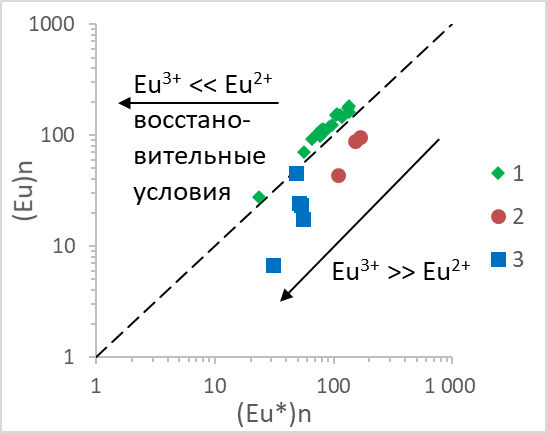 1000
Eu³⁺ << Eu²⁺
восстано-
вительные
условия
100
(Eu)n
10
1
Eu³⁺ >> Eu²⁺
1
2
3
1
10
100
1 000
(Eu*)n